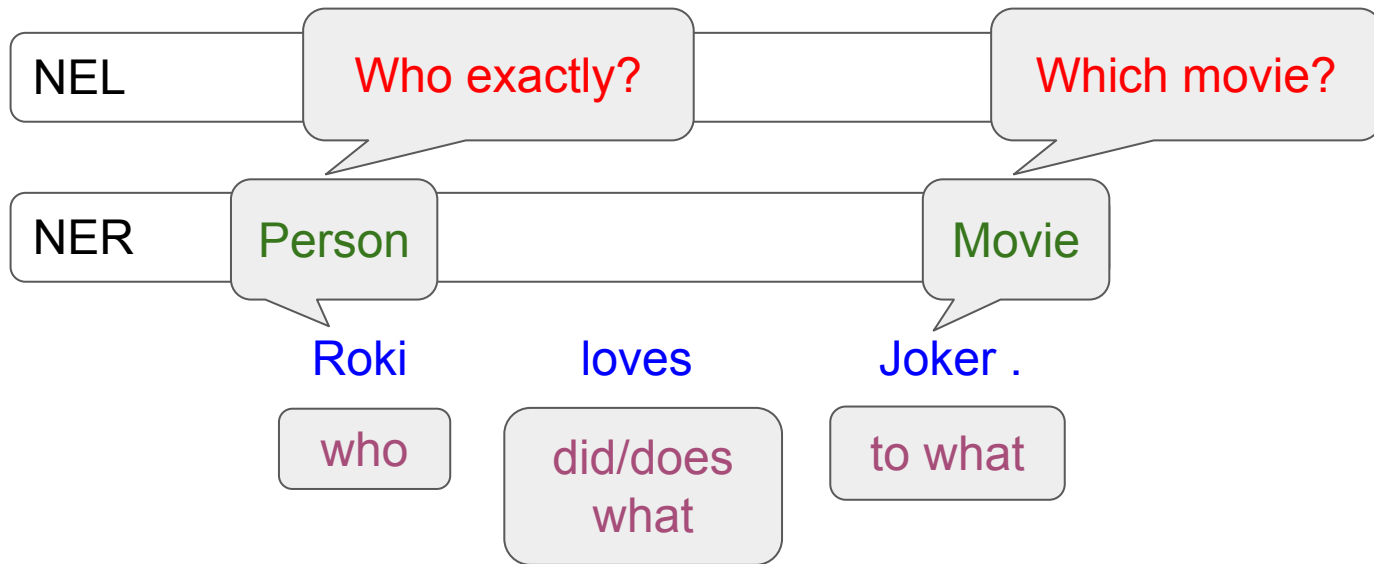 NEL Who exactly? Which movie?
NER Person Movie
Roki loves Joker .
who did/does to what
what